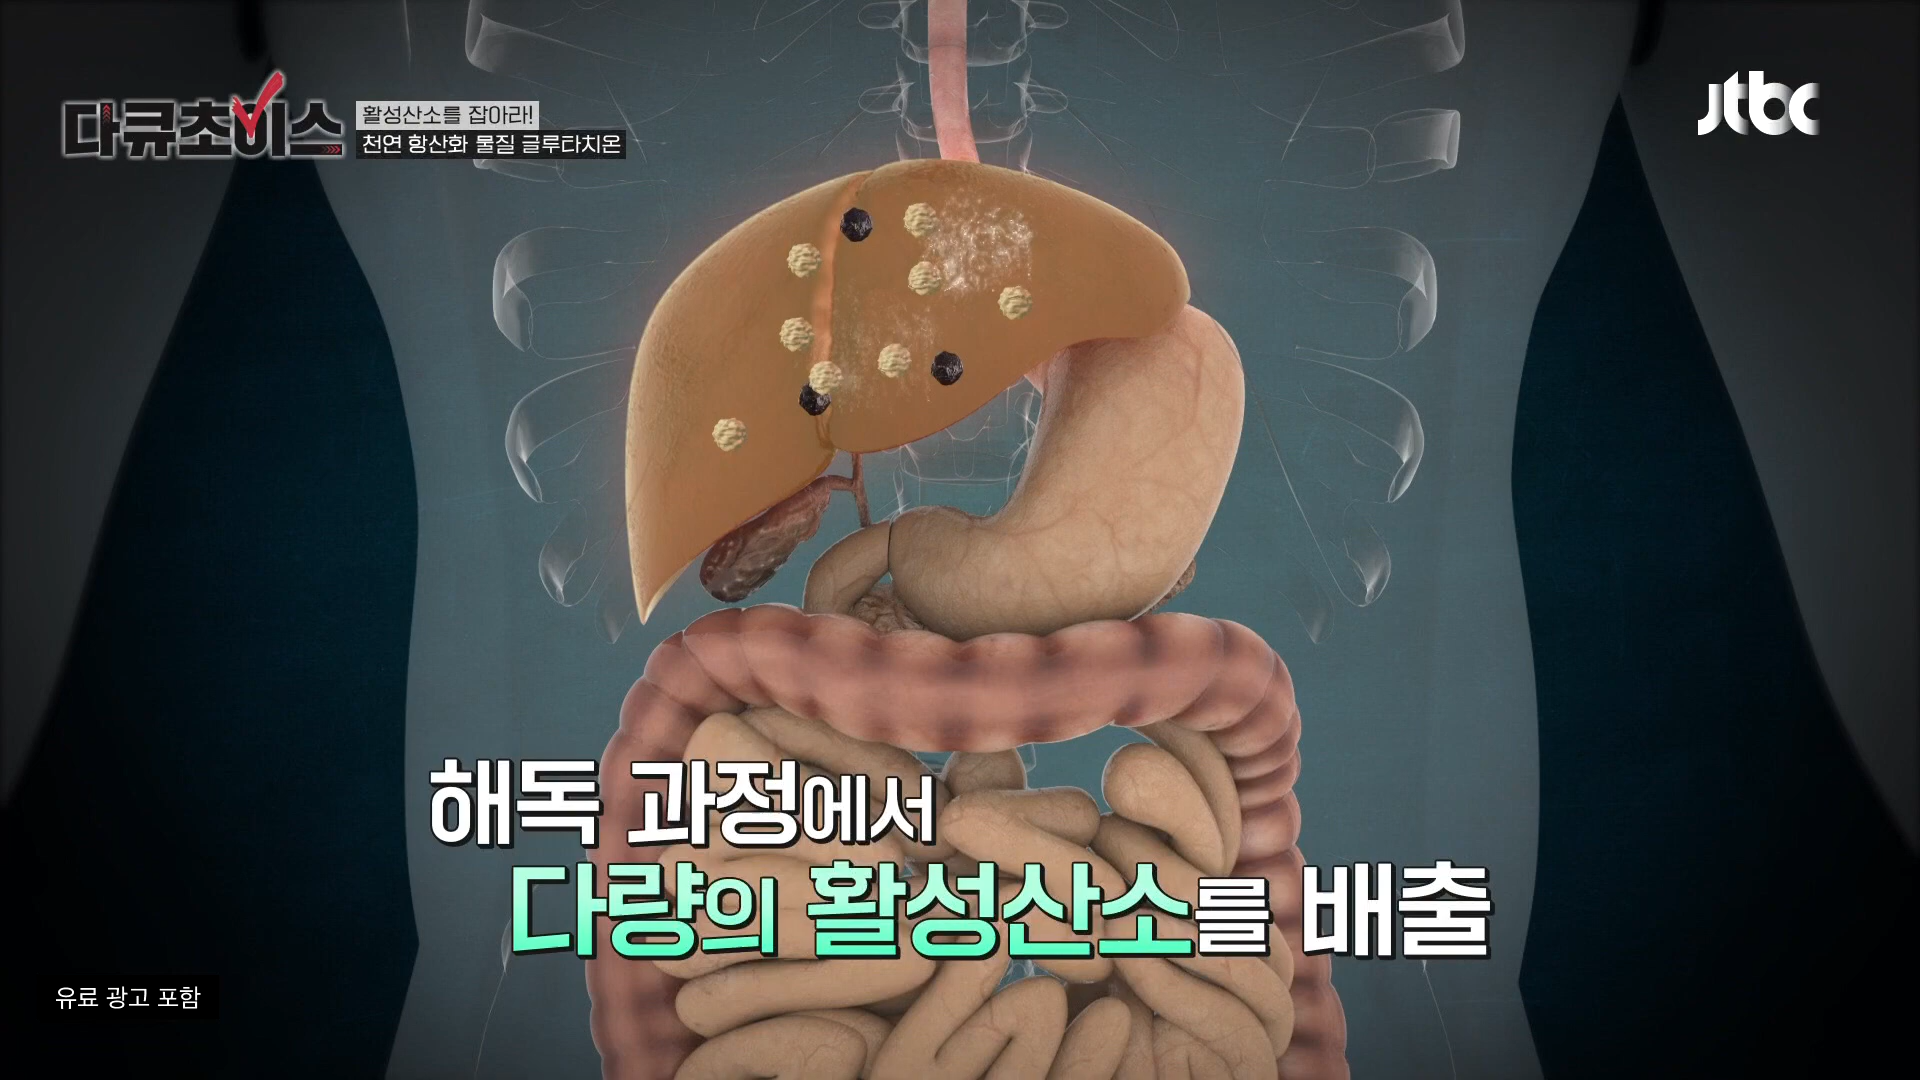 다큐초이스
활성산소를 잡아라!
천연 항산화 물질 글루타치온
jtbc
해독 과정에서
다량의 활성산소를 배출
유료 광고 포함